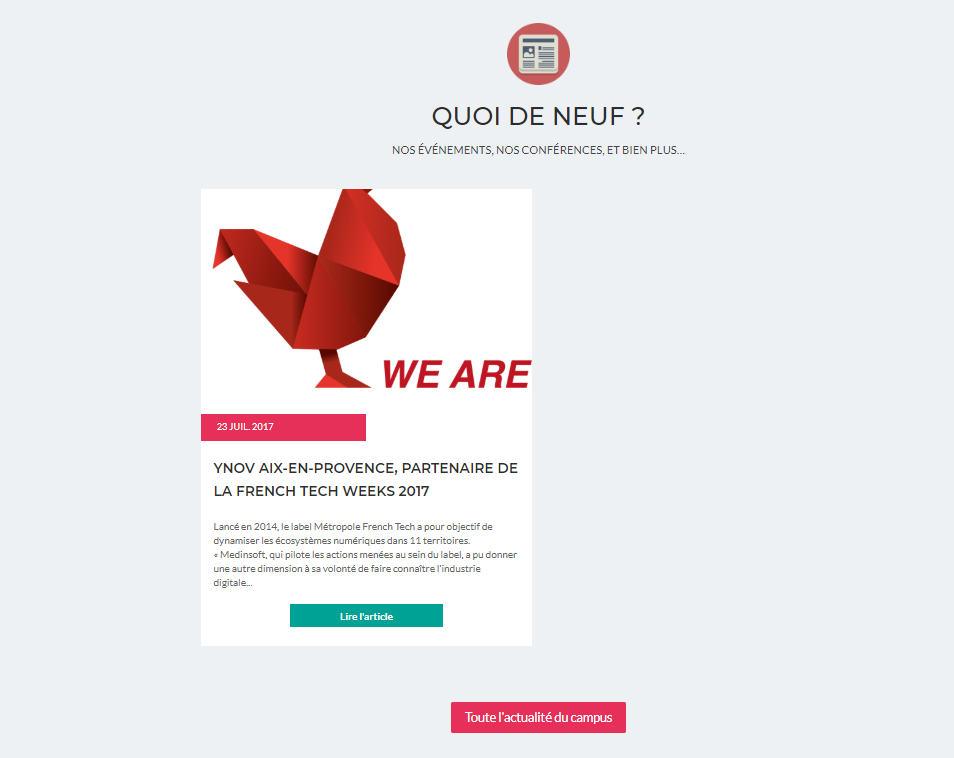 QUOI DE NEUF ?
NOS ÉVÉNEMENTS, NOS CONFÉRENCES, ET BIEN PLUS...
WE ARE
23 JUIL. 2017
YNOV AIX-EN-PROVENCE, PARTENAIRE DE
LA FRENCH TECH WEEKS 2017
Lancé en 2014, le label Métropole French Tech a pour objectif de
dynamiser les écosystèmes numériques dans 11 territoires.
« Medinsoft, qui pilote les actions menées au sein du label, a pu donner
une autre dimension à sa volonté de faire connaître l'industrie
digitale...
Lire l'article
Toute l'actualité du campus